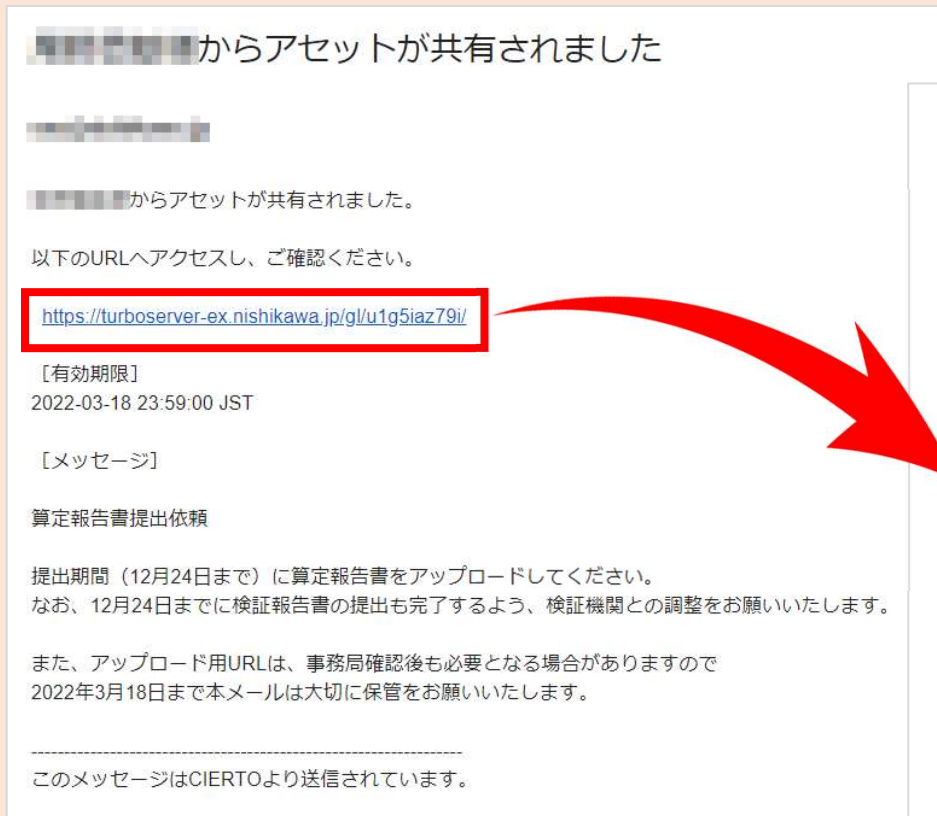 からアセットが共有されました
からアセットが共有されました。
以下のURLへアクセスし、ご確認ください。
https://turboserver-ex.nishikawa.jp/gl/u1g5iaz79i/
［有効期限］
2022-03-18 23:59:00 JST
［メッセージ］
算定報告書提出依頼
提出期間（12月24日まで）に算定報告書をアップロードしてください。
なお、12月24日までに検証報告書の提出も完了するよう、検証機関との調整をお願いいたします。
また、アップロード用URLは、事務局確認後も必要となる場合がありますので
2022年3月18日まで本メールは大切に保管をお願いいたします。
------------------------------------------------------------------
このメッセージはCIERTOより送信されています。